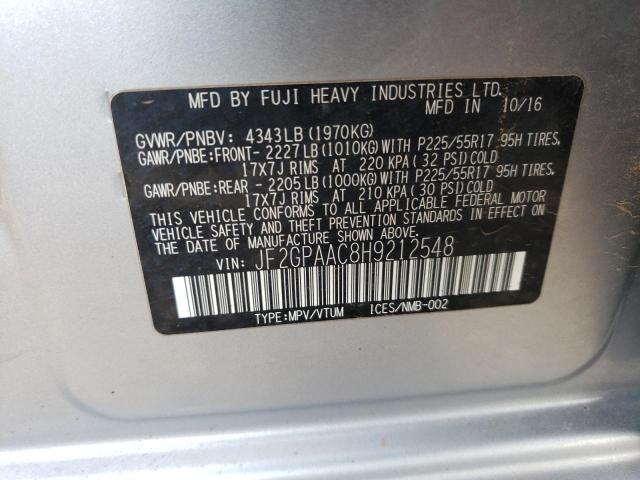 MFD BY FUJI HEAVY INDUSTRIES LTD.
MFD IN 10/16
GVWR/PNBV: 4343LB (1970KG)
GAWR/PNBE:FRONT- 2227LB(1010KG)WITH P225/55R17 95H TIRES,
17X7J RIMS AT 220 KPA(32 PSI)COLD
GAWR/PNBE:REAR - 2205LB(1000KG)WITH P225/55R17 95H TIRES,
17X7J RIMS AT 210 KPA(30 PSI)COLD
THIS VEHICLE CONFORMS TO ALL APPLICABLE FEDERAL MOTOR
VEHICLE SAFETY AND THEFT PREVENTION STANDARDS IN EFFECT ON
THE DATE OF MANUFACTURE SHOWN ABOVE.
VIN: JF2GPAAC8H9212548
TYPE:MPV/VTUM ICES/NMB-002